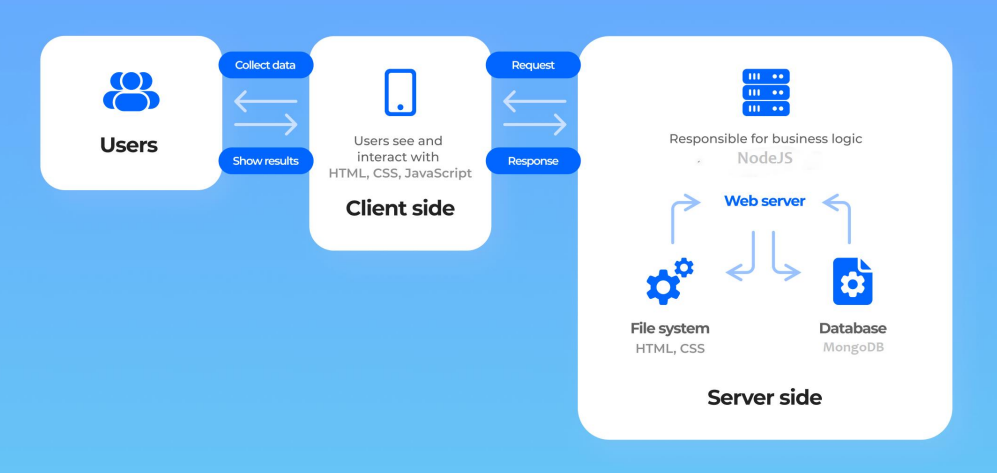 Users
Collect data
Show results
Users see and
interact with
HTML, CSS, JavaScript
Client side
Request
Response
Responsible for business logic
NodeJS
Web server
File system
HTML, CSS
Database
MongoDB
Server side